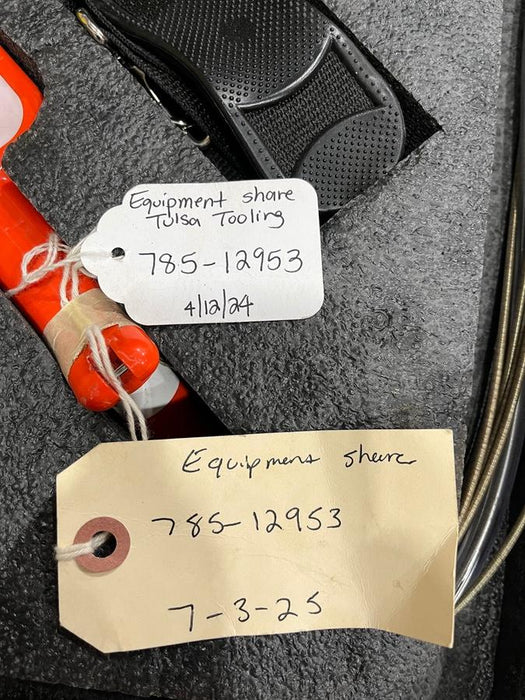 Equipment share
Tulsa Tooling
785-12953
4/12/24
Equipment share
785-12953
7-3-25